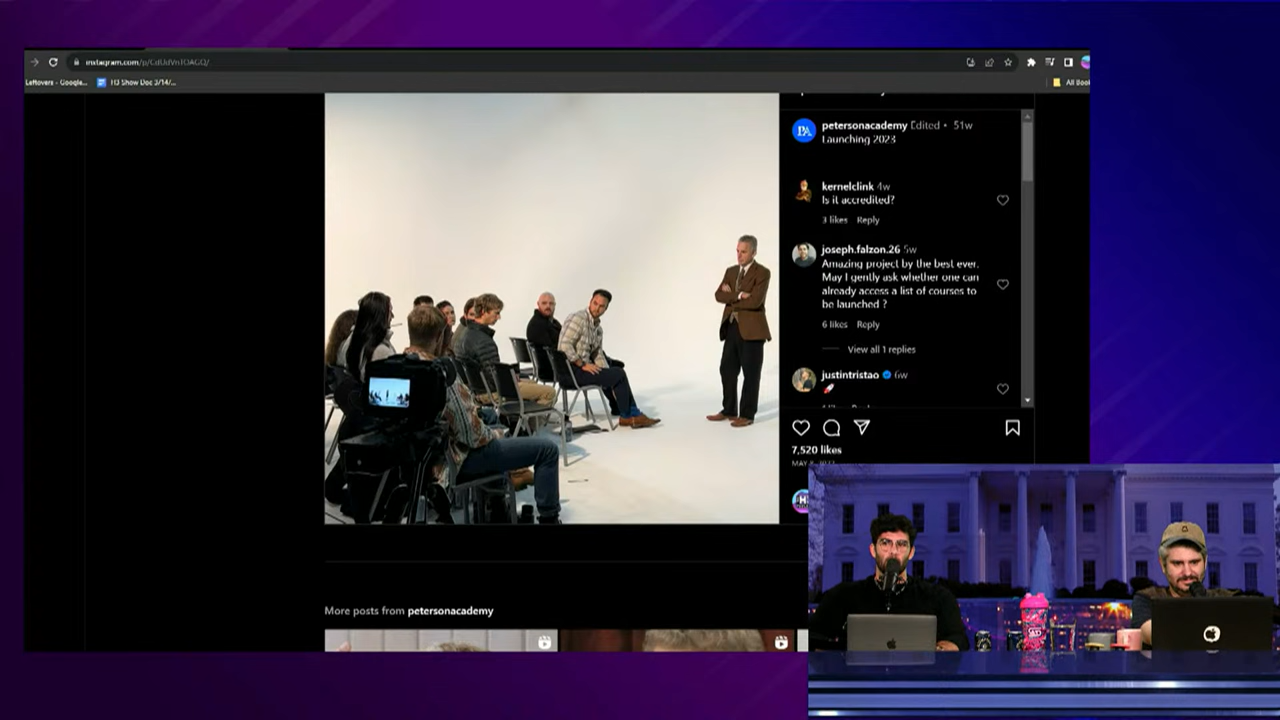 instagram.com/p/CdUdVnTOAGQ/
Leftovers - Google...
H3 Show Doc 3/14/...
All Book
petersonacademy Edited • 51w
Launching 2023
kernelclink 4w
Is it accredited?
3 likes Reply
joseph.falzon.26 5w
Amazing project by the best ever.
May I gently ask whether one can
already access a list of courses to
be launched ?
6 likes Reply
View all 1 replies
justintristao 6w
7,520 likes
More posts from petersonacademy